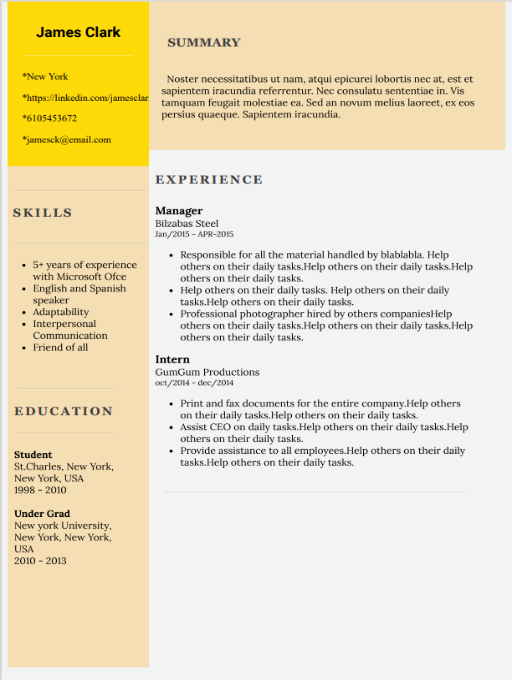 James Clark
*New York
*https://linkedin.com/jamesclar
*6105453672
*jamesck@email.com
SUMMARY
Noster necessitatibus ut nam, atqui epicurei lobortis nec at, est et
sapientem iracundia referrentur. Nec consulatu sententiae in. Vis
tamquam feugait molestiae ea. Sed an novum melius laoreet, ex eos
persius quaeque. Sapientem iracundia.
SKILLS
• 5+ years of experience
with Microsoft Ofce
• English and Spanish
speaker
• Adaptability
• Interpersonal
Communication
• Friend of all
EDUCATION
Student
St.Charles, New York,
New York, USA
1998 – 2010
Under Grad
New york University,
New York, New York,
USA
2010 – 2013
EXPERIENCE
Manager
Bilzabas Steel
Jan/2015 - APR-2015
• Responsible for all the material handled by blablabla. Help
others on their daily tasks.Help others on their daily tasks.Help
others on their daily tasks.
• Help others on their daily tasks. Help others on their daily
tasks.Help others on their daily tasks.
• Professional photographer hired by others companiesHelp
others on their daily tasks.Help others on their daily tasks.Help
others on their daily tasks.
Intern
GumGum Productions
oct/2014 - dec/2014
• Print and fax documents for the entire company.Help others
on their daily tasks.Help others on their daily tasks.
• Assist CEO on daily tasks.Help others on their daily tasks.Help
others on their daily tasks.
• Provide assistance to all employees.Help others on their daily
tasks.Help others on their daily tasks.